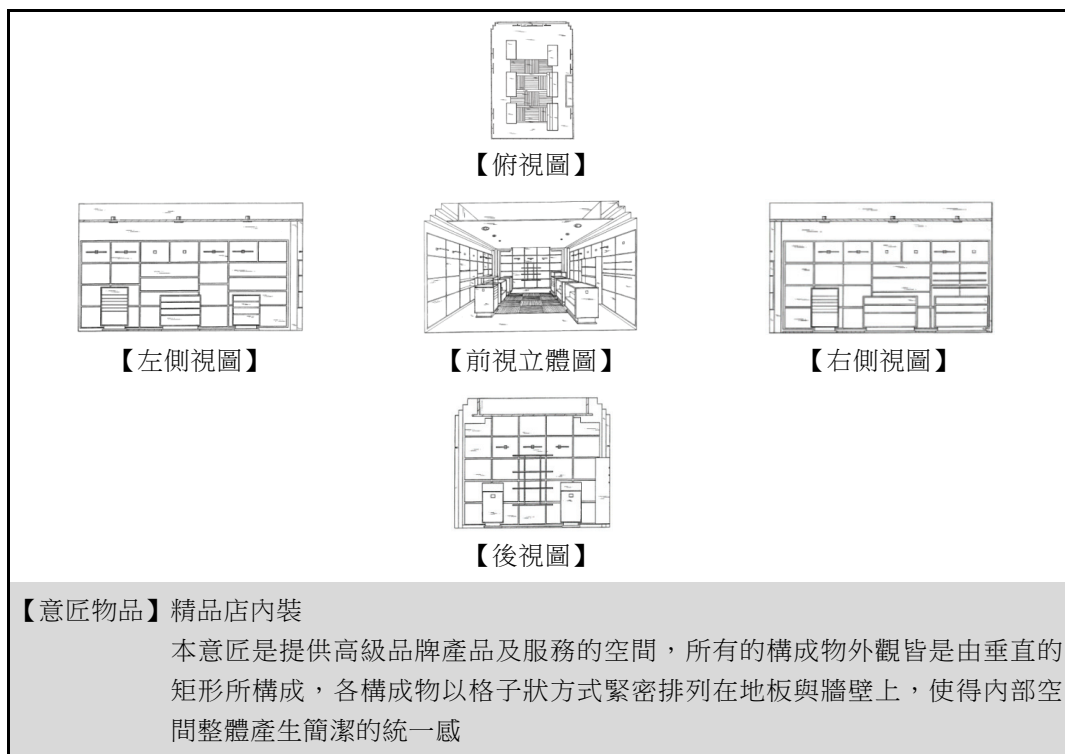 【俯視圖】
【左側視圖】 【前視立體圖】 【右側視圖】
【後視圖】
【意匠物品】精品店內裝
本意匠是提供高級品牌產品及服務的空間，所有的構成物外觀皆是由垂直的
矩形所構成，各構成物以格子狀方式緊密排列在地板與牆壁上，使得內部空
間整體產生簡潔的統一感